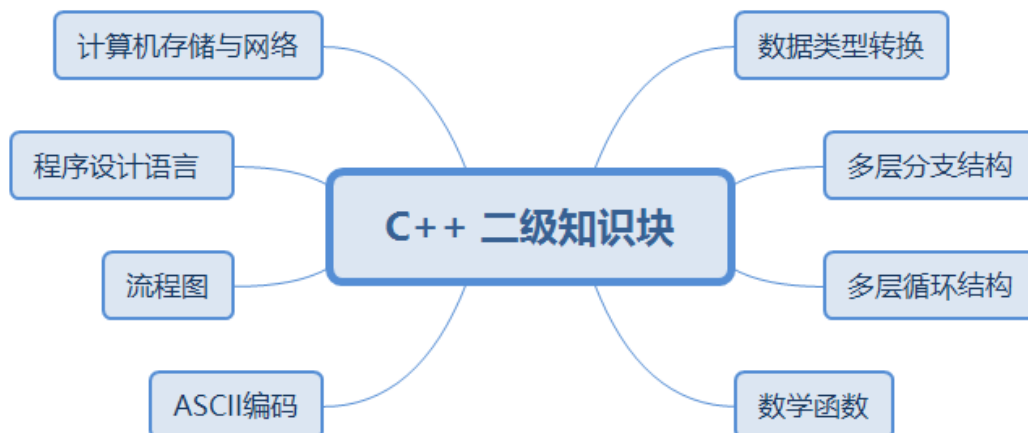 计算机存储与网络
程序设计语言
流程图
ASCII编码
C++ 二级知识块
数据类型转换
多层分支结构
多层循环结构
数学函数